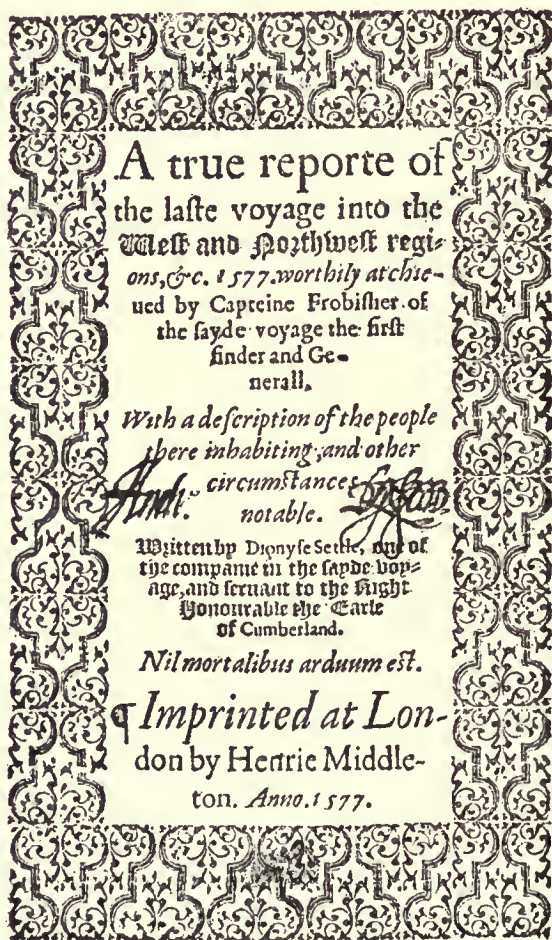 A true reporte of
the laſte voyage into the
Weſt and Northweſt regi-
ons, &c. 1577. worthily atchie-
ued by Capteine Frobiſher of
the ſayde voyage the firſt
finder and Ge-
nerall.
With a deſcription of the people
there inhabiting, and other
circumſtances
notable.
Andr.
Written by Dionyſe Settle, one of
the companie in the ſayde voy-
age, and ſeruant to the Right
Honourable the Earle
of Cumberland.
Nil mortalibus arduum eſt.
¶ Imprinted at Lon-
don by Henrie Middle-
ton. Anno. 1577.